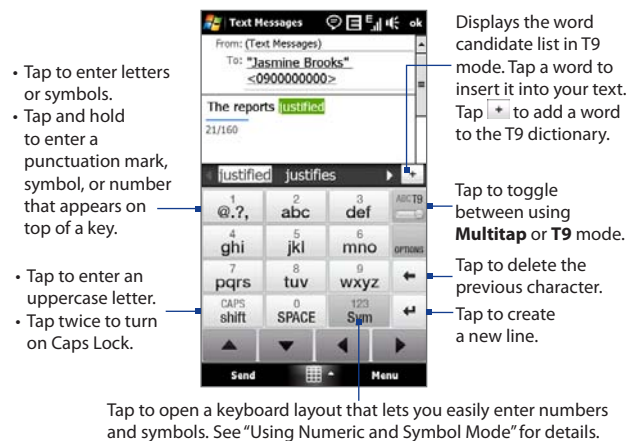 • Tap to enter letters
or symbols.
• Tap and hold
to enter a
punctuation mark,
symbol, or number
that appears on
top of a key.
• Tap to enter an
uppercase letter.
• Tap twice to turn
on Caps Lock.
Text Messages ok
From: (Text Messages)
To: "Jasmine Brooks"
<0900000000>
The reports justified
21/160
justified justifies +
1 2 3 ABC T9
@.?, abc def
4 5 6
ghi jkl mno OPTIONS
7 8 9
pqrs tuv wxyz
CAPS 0 123
shift SPACE Sym
Send Menu
Displays the word
candidate list in T9
mode. Tap a word to
insert it into your text.
Tap + to add a word
to the T9 dictionary.
Tap to toggle
between using
Multitap or T9 mode.
Tap to delete the
previous character.
Tap to create
a new line.
Tap to open a keyboard layout that lets you easily enter numbers
and symbols. See “Using Numeric and Symbol Mode” for details.